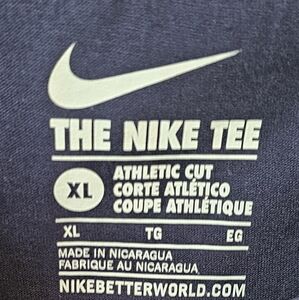 THE NIKE TEE
XL
ATHLETIC CUT
CORTE ATLÉTICO
COUPE ATHLÉTIQUE
XL TG EG
MADE IN NICARAGUA
FABRIQUE AU NICARAGUA
NIKEBETTERWORLD.COM